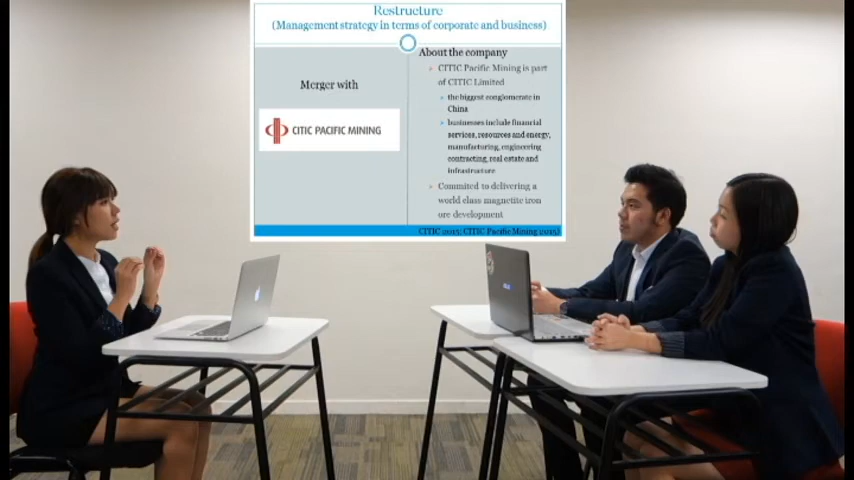 Restructure
(Management strategy in terms of corporate and business)
Merger with
CITIC PACIFIC MINING
About the company
CITIC Pacific Mining is part
of CITIC Limited
the biggest conglomerate in
China
businesses include financial
services, resources and energy,
manufacturing, engineering
contracting, real estate and
infrastructure
Commited to delivering a
world class magnetite iron
ore development
CITIC 2015; CITIC Pacific Mining 2015)